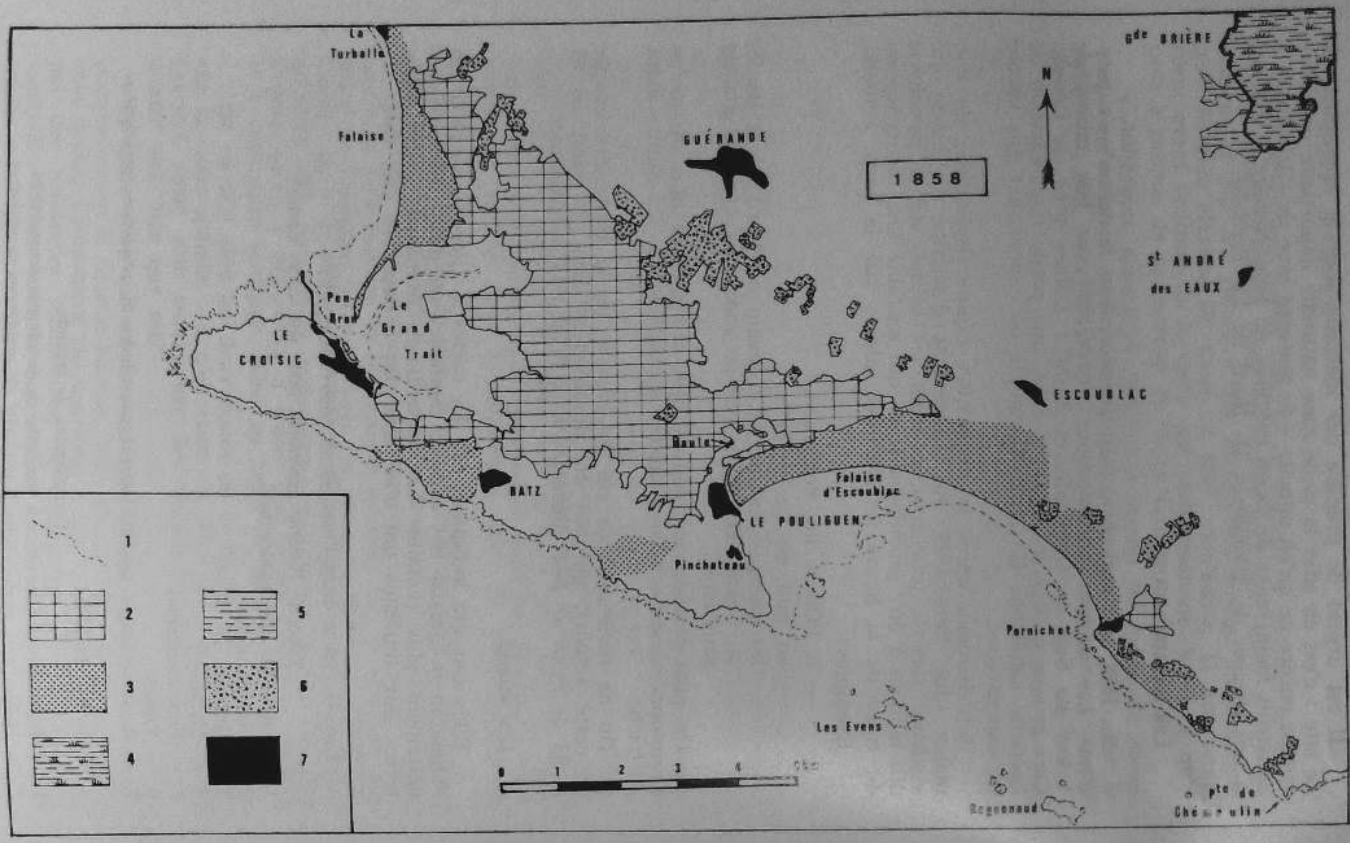 La
Turballe
Gde BRIÈRE
N
Falaise
GUÉRANDE
1858
St ANDRÉ
des EAUX
Pen
Bron
Le
Grand
Trait
LE
CROISIC
ESCOUBLAC
Baule
BATZ
Falaise
d'Escoublac
LE POULIGUEN
Pinchateau
Pornichet
Les Evens
Pte de
1
2
3
4
5
6
7
0 1 2 3 4